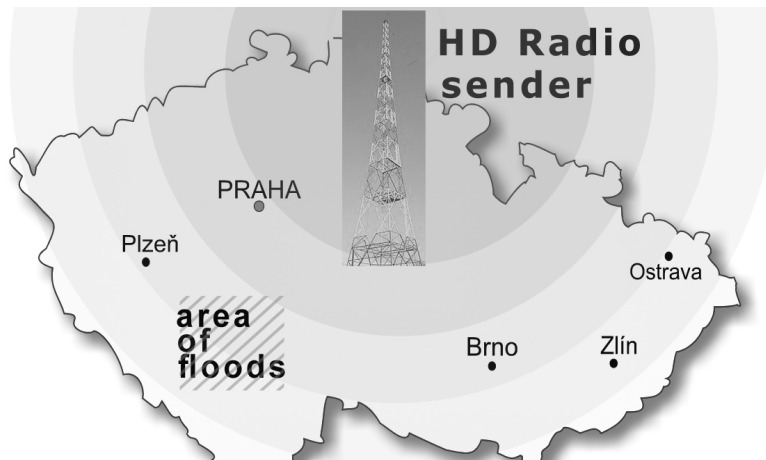 HD Radio
sender
PRAHA
Plzeň
Ostrava
area
of
floods
Brno
Zlín